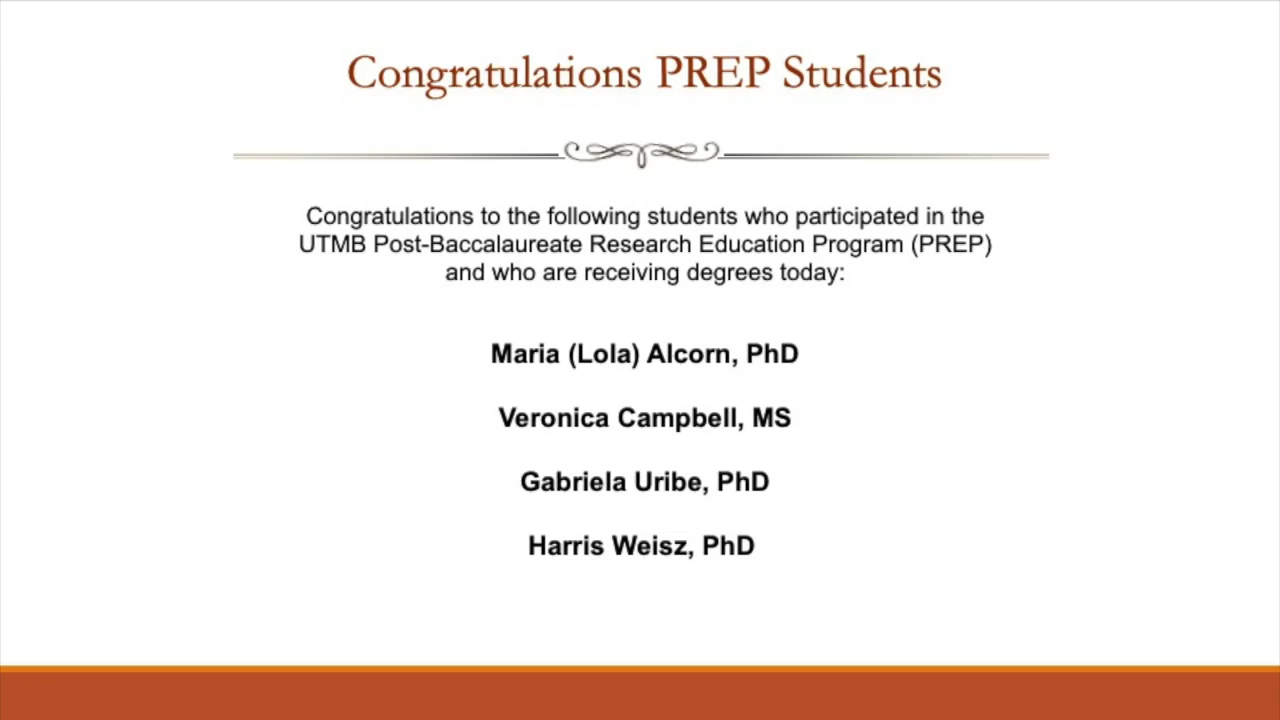 Congratulations PREP Students
Congratulations to the following students who participated in the
UTMB Post-Baccalaureate Research Education Program (PREP)
and who are receiving degrees today:
Maria (Lola) Alcorn, PhD
Veronica Campbell, MS
Gabriela Uribe, PhD
Harris Weisz, PhD